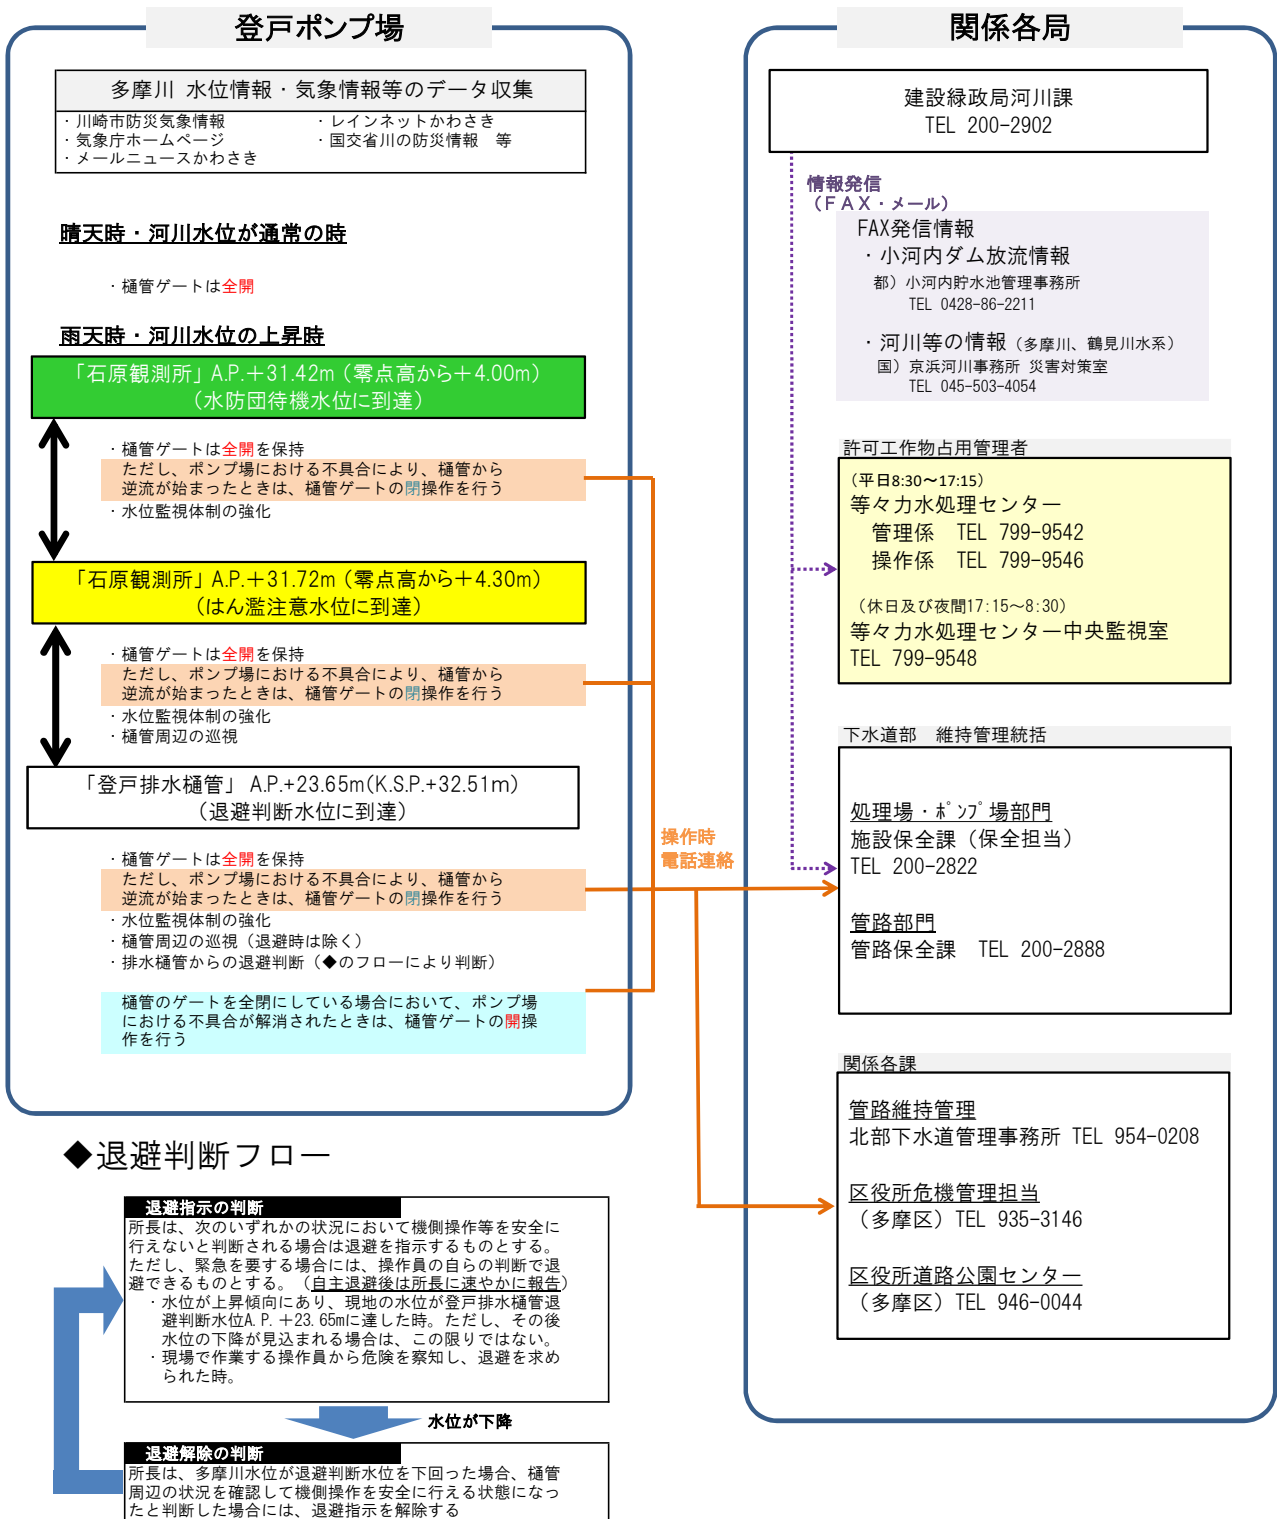 登戸ポンプ場
多摩川 水位情報・気象情報等のデータ収集
・川崎市防災気象情報
・レインネットかわさき
・気象庁ホームページ
・国交省川の防災情報 等
・メールニュースかわさき
晴天時・河川水位が通常の時
・樋管ゲートは全開
雨天時・河川水位の上昇時
「石原観測所」A.P.＋31.42m（零点高から＋4.00m）
（水防団待機水位に到達）
・樋管ゲートは全開を保持
ただし、ポンプ場における不具合により、樋管から
逆流が始まったときは、樋管ゲートの閉操作を行う
・水位監視体制の強化
「石原観測所」A.P.＋31.72m（零点高から＋4.30m）
（はん濫注意水位に到達）
・樋管ゲートは全開を保持
ただし、ポンプ場における不具合により、樋管から
逆流が始まったときは、樋管ゲートの閉操作を行う
・水位監視体制の強化
・樋管周辺の巡視
「登戸排水樋管」 A.P.+23.65m(K.S.P.+32.51m)
（退避判断水位に到達）
・樋管ゲートは全開を保持
ただし、ポンプ場における不具合により、樋管から
逆流が始まったときは、樋管ゲートの閉操作を行う
・水位監視体制の強化
・樋管周辺の巡視（退避時は除く）
・排水樋管からの退避判断（◆のフローにより判断）
樋管のゲートを全閉にしている場合において、ポンプ場
における不具合が解消されたときは、樋管ゲートの開操
作を行う
操作時
電話連絡
関係各局
建設緑政局河川課
TEL 200-2902
情報発信
（ＦＡＸ・メール）
FAX発信情報
・小河内ダム放流情報
都）小河内貯水池管理事務所
TEL 0428-86-2211
・河川等の情報（多摩川、鶴見川水系）
国）京浜河川事務所 災害対策室
TEL 045-503-4054
許可工作物占用管理者
（平日8:30～17:15）
等々力水処理センター
管理係 TEL 799-9542
操作係 TEL 799-9546
（休日及び夜間17:15～8:30）
等々力水処理センター中央監視室
TEL 799-9548
下水道部 維持管理統括
処理場・ﾎﾟﾝﾌﾟ場部門
施設保全課（保全担当）
TEL 200-2822
管路部門
管路保全課 TEL 200-2888
関係各課
管路維持管理
北部下水道管理事務所 TEL 954-0208
区役所危機管理担当
（多摩区）TEL 935-3146
区役所道路公園センター
（多摩区）TEL 946-0044
◆退避判断フロー
退避指示の判断
所長は、次のいずれかの状況において機側操作等を安全に
行えないと判断される場合は退避を指示するものとする。
ただし、緊急を要する場合には、操作員の自らの判断で退
避できるものとする。（自主退避後は所長に速やかに報告）
・水位が上昇傾向にあり、現地の水位が登戸排水樋管退
避判断水位A.P.＋23.65mに達した時。ただし、その後
水位の下降が見込まれる場合は、この限りではない。
・現場で作業する操作員から危険を察知し、退避を求め
られた時。
水位が下降
退避解除の判断
所長は、多摩川水位が退避判断水位を下回った場合、樋管
周辺の状況を確認して機側操作を安全に行える状態になっ
たと判断した場合には、退避指示を解除する